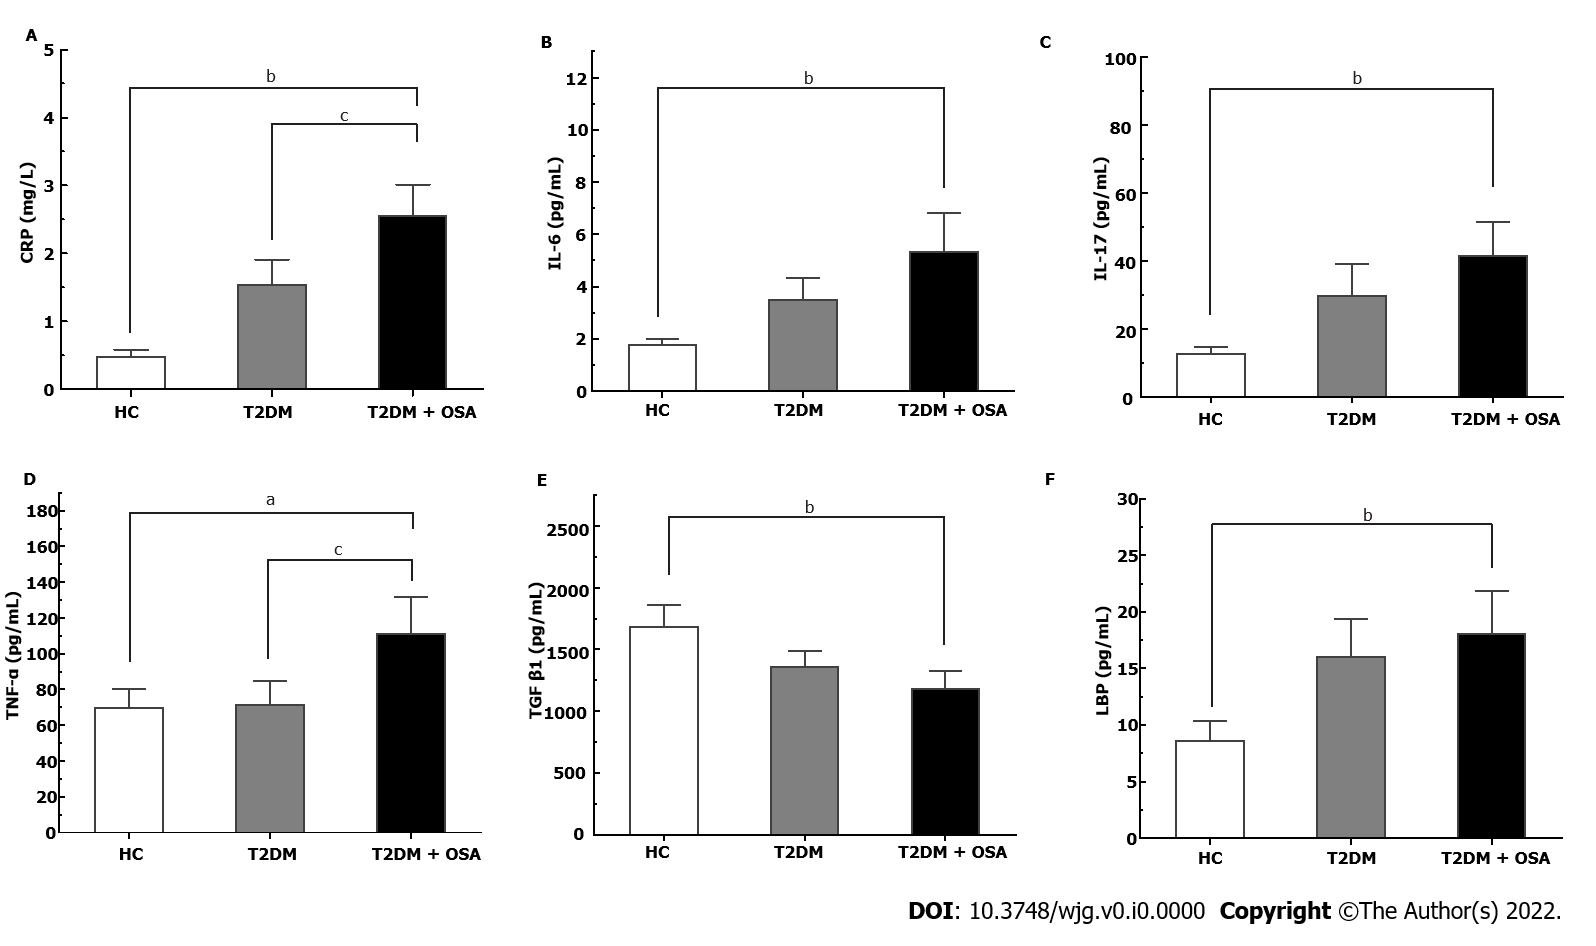 A
5
4
3
2
1
0
CRP (mg/L)
b
c
HC
T2DM
T2DM + OSA
B
12
10
8
6
4
2
0
IL-6 (pg/mL)
b
HC
T2DM
T2DM + OSA
C
100
80
60
40
20
0
IL-17 (pg/mL)
b
HC
T2DM
T2DM + OSA
D
180
160
140
120
100
80
60
40
20
0
TNF-α (pg/mL)
a
c
HC
T2DM
T2DM + OSA
E
2500
2000
1500
1000
500
0
TGF β1 (pg/mL)
b
HC
T2DM
T2DM + OSA
F
30
25
20
15
10
5
0
LBP (pg/mL)
b
HC
T2DM
T2DM + OSA
DOI: 10.3748/wjg.v0.i0.0000 Copyright ©The Author(s) 2022.